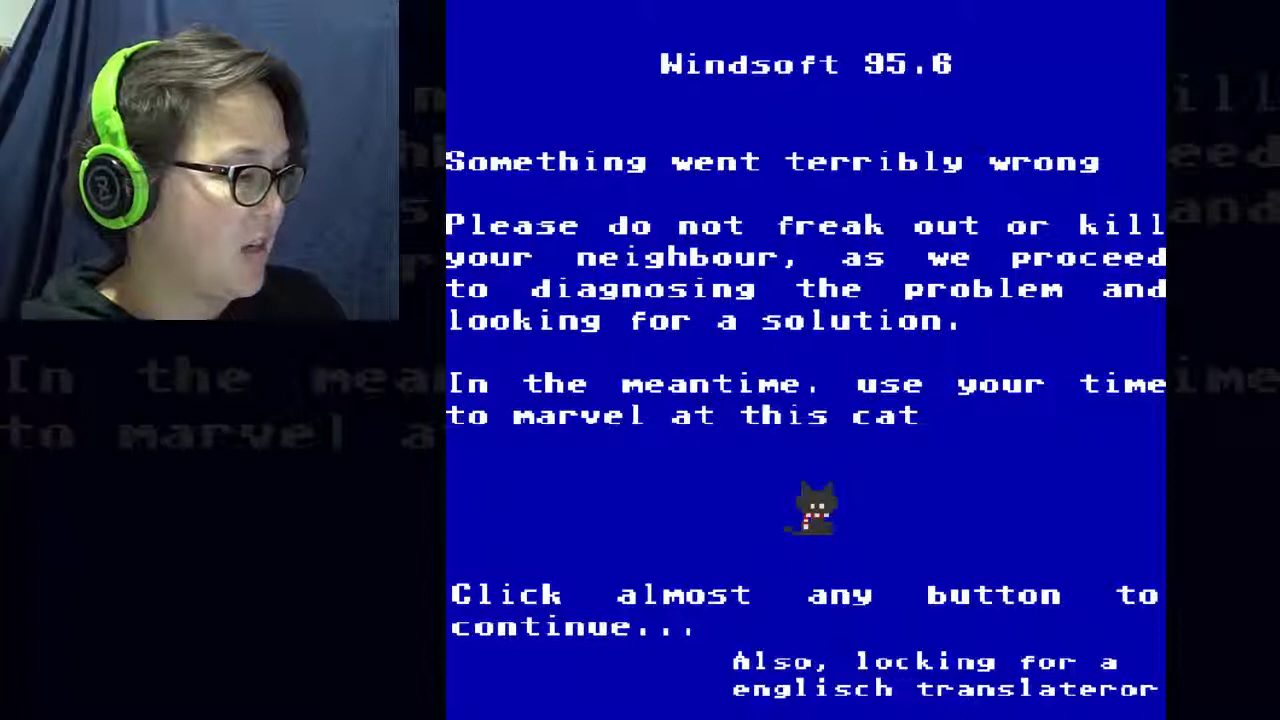 Windsoft 95.6
Something went terribly wrong
Please do not freak out or kill
your neighbour, as we proceed
to diagnosing the problem and
looking for a solution.
In the meantime. use your time
to marvel at this cat
Click almost any button to
continue...
Also, locking for a
englisch translateror